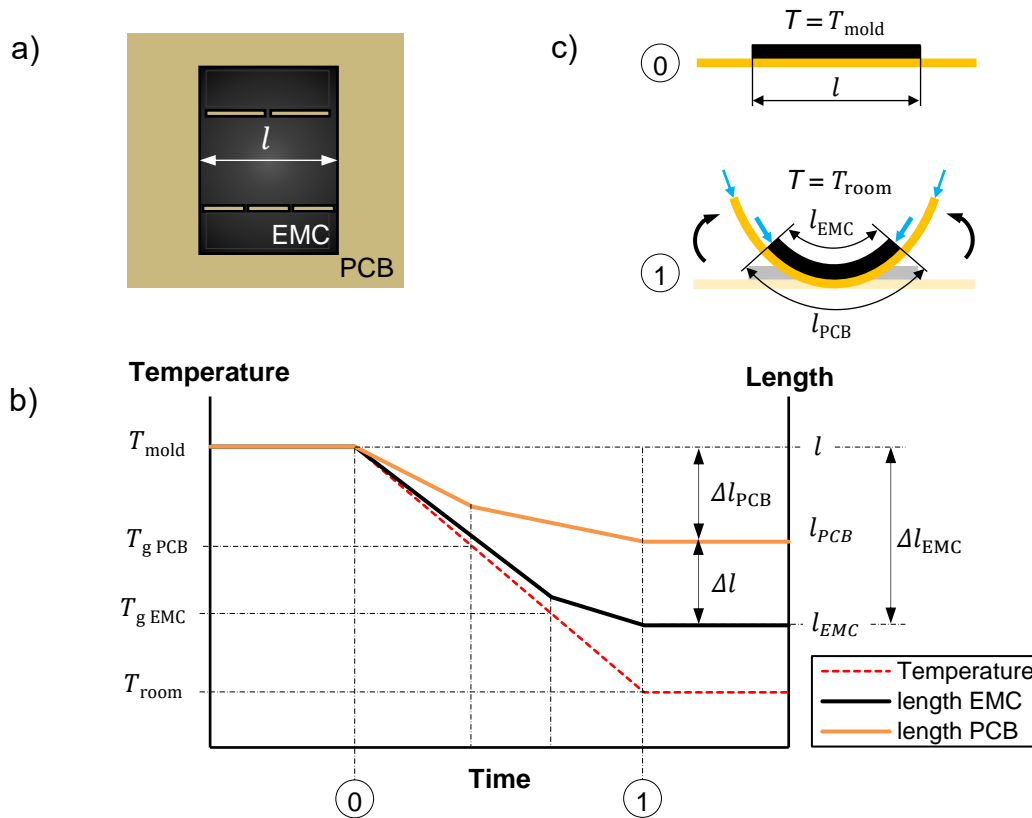 a)
l
EMC
PCB
c)
T = T_mold
0
l
T = T_room
l_EMC
1
l_PCB
b)
Temperature
Length
T_mold
l
Δl_PCB
T_g PCB
l_PCB
Δl_EMC
Δl
T_g EMC
l_EMC
T_room
Temperature
length EMC
length PCB
Time
0
1